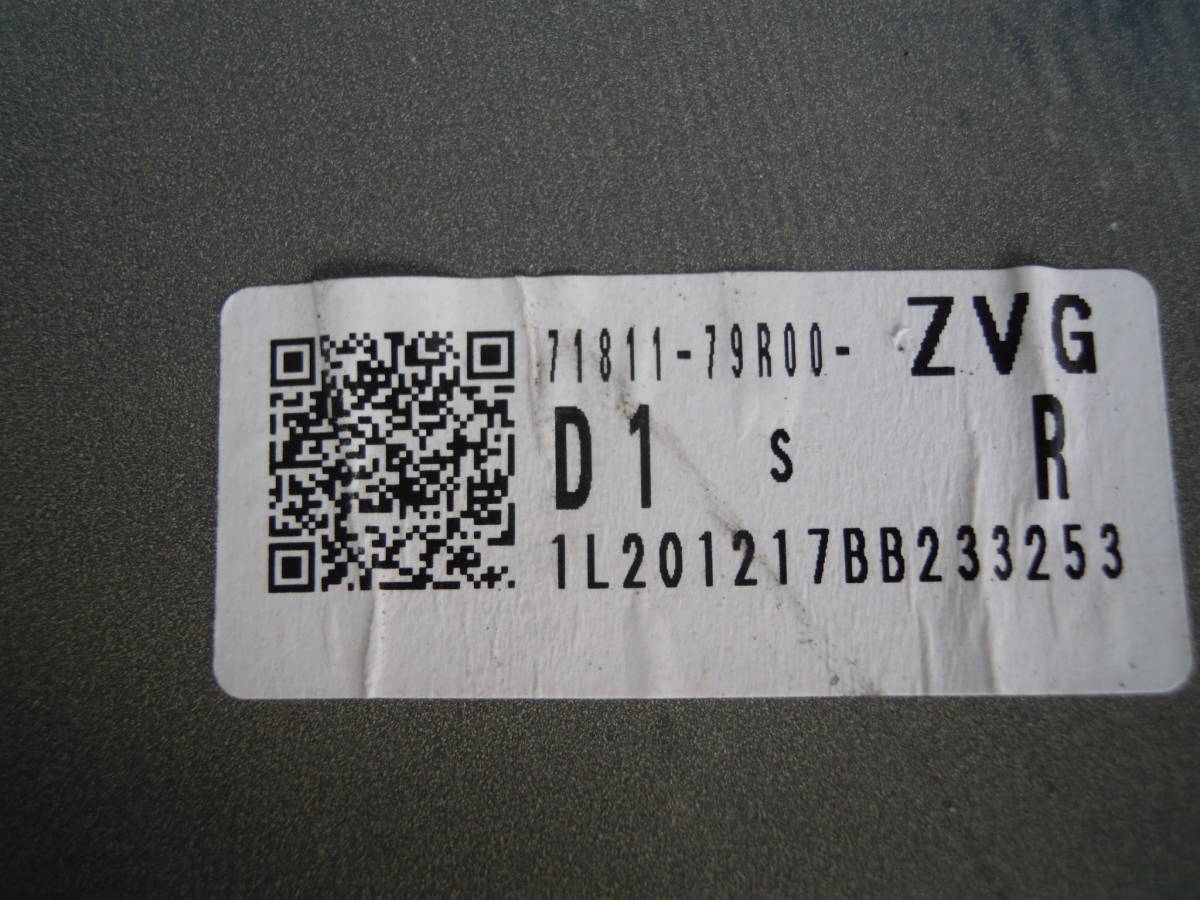 71811-79R00- ZVG
D1 S R
1L201217BB233253